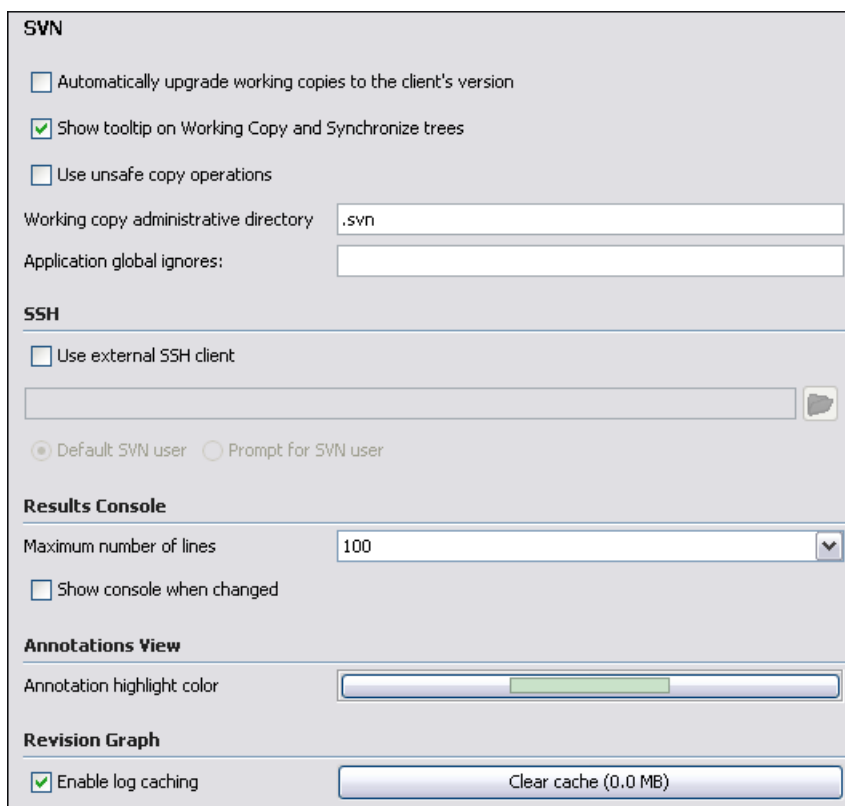 SVN
Automatically upgrade working copies to the client's version
Show tooltip on Working Copy and Synchronize trees
Use unsafe copy operations
Working copy administrative directory .svn
Application global ignores:
SSH
Use external SSH client
Default SVN user Prompt for SVN user
Results Console
Maximum number of lines 100
Show console when changed
Annotations View
Annotation highlight color
Revision Graph
Enable log caching Clear cache (0.0 MB)